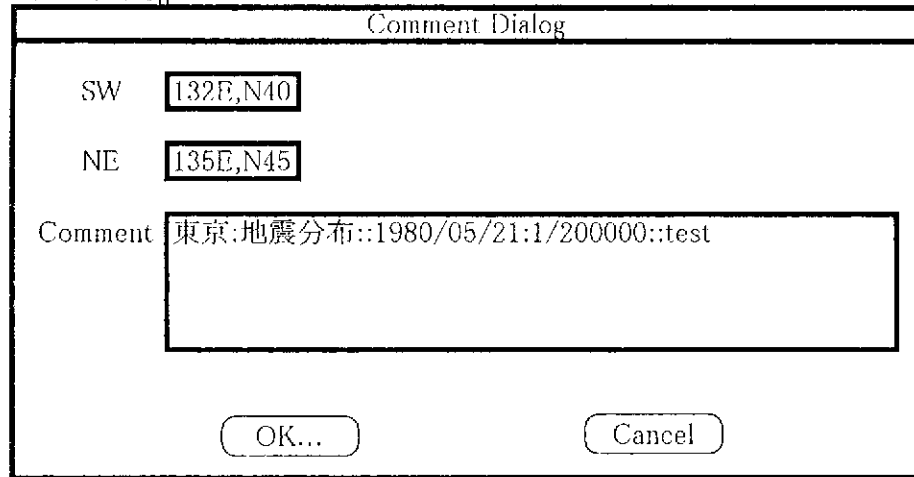 Comment Dialog
SW 132E,N40
NE 135E,N45
Comment 東京:地震分布::1980/05/21:1/200000::test
OK... Cancel